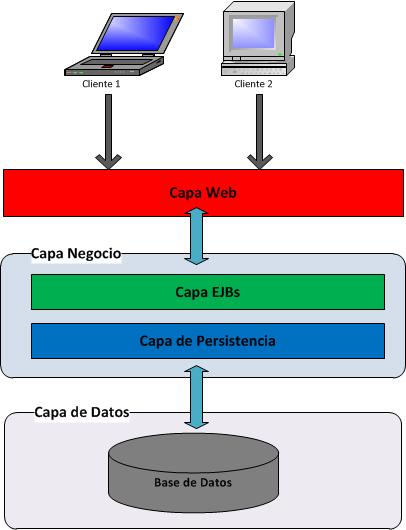 Cliente 1
Cliente 2
Capa Web
Capa Negocio
Capa EJBs
Capa de Persistencia
Capa de Datos
Base de Datos